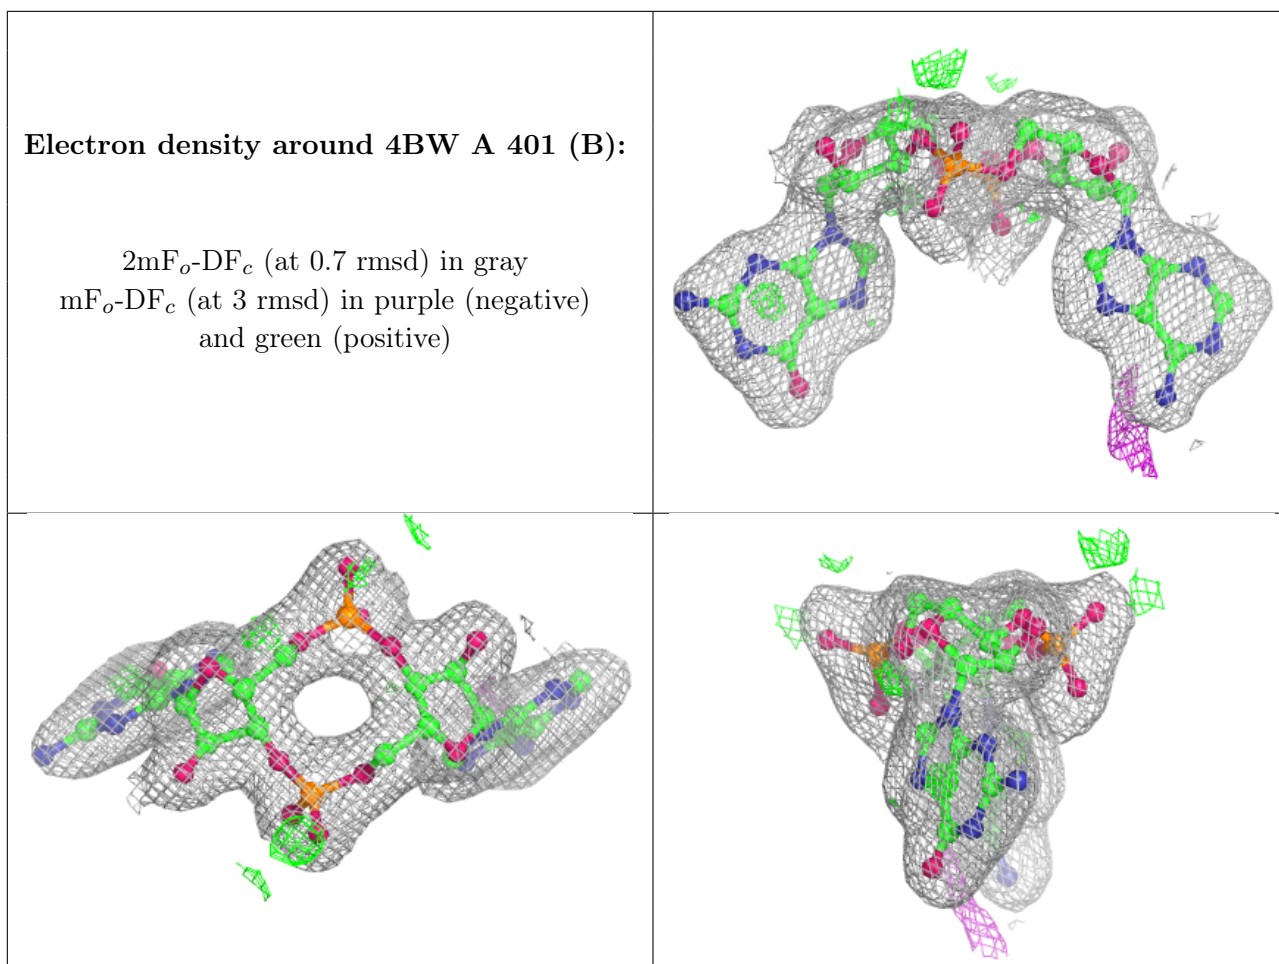 Electron density around 4BW A 401 (B):
2mFo-DFc (at 0.7 rmsd) in gray
mFo-DFc (at 3 rmsd) in purple (negative)
and green (positive)